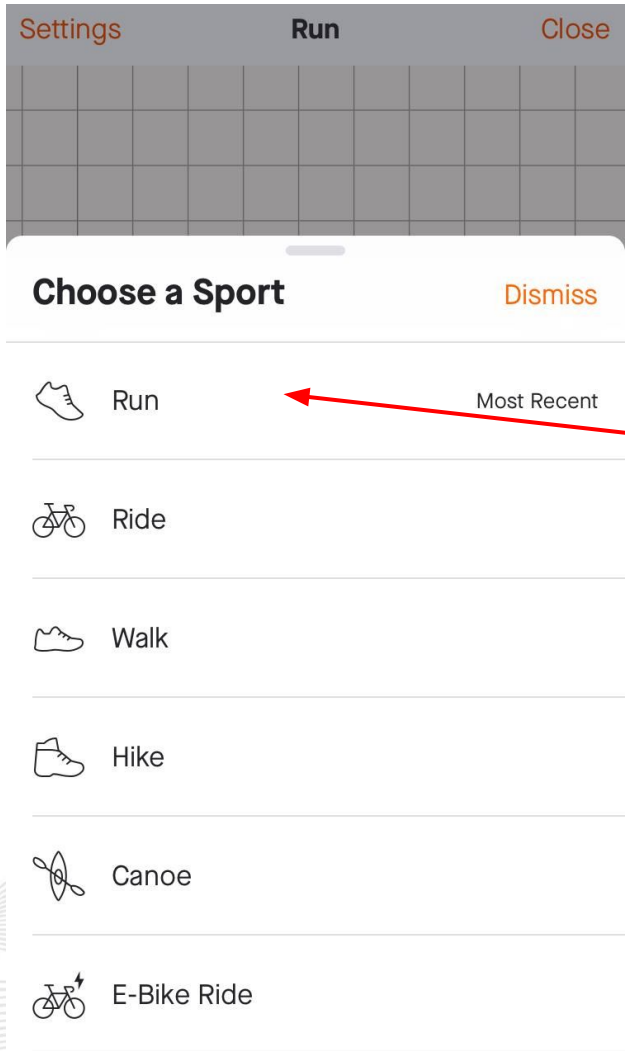 Settings Run Close
Choose a Sport Dismiss
Run Most Recent
Ride
Walk
Hike
Canoe
E-Bike Ride